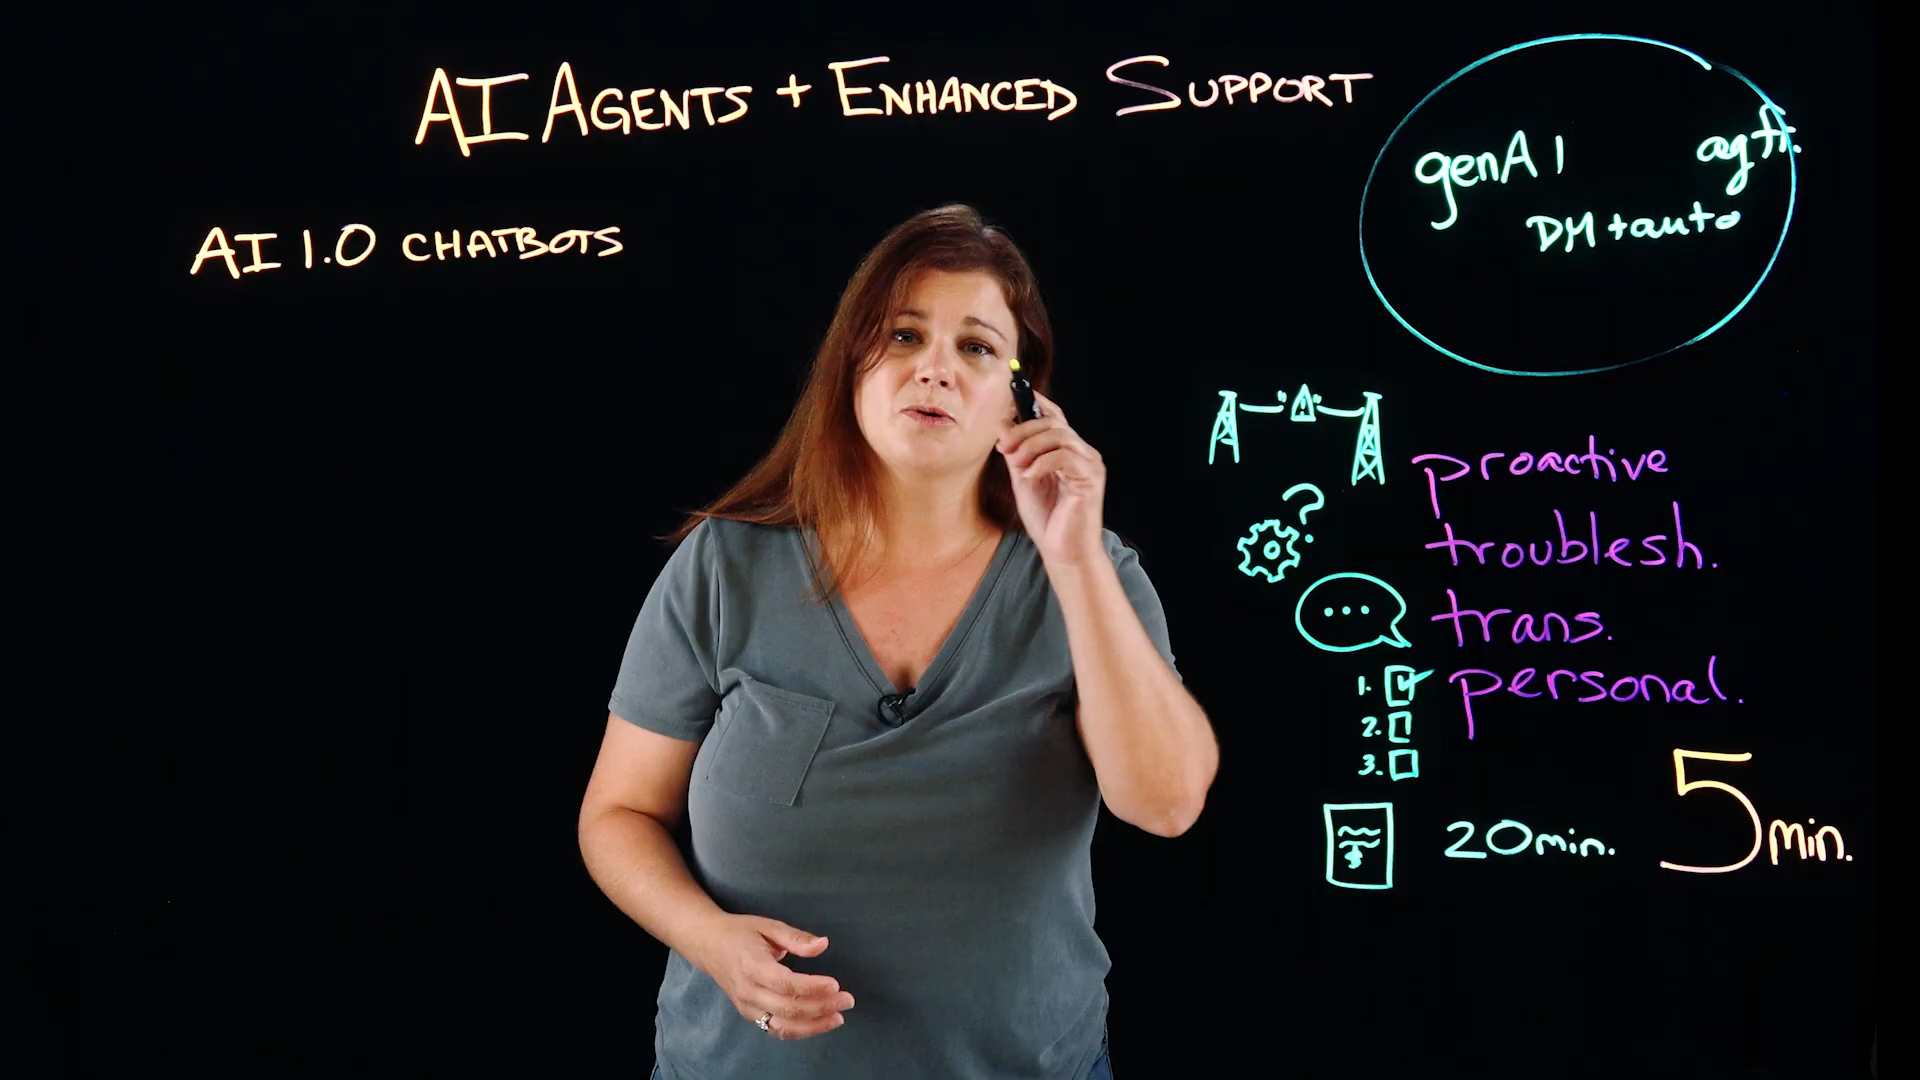 AI AGENTS + ENHANCED SUPPORT
AI 1.0 CHATBOTS
genAI
DM + auto
?
proactive
troublesh.
...
trans.
1.
personal.
2.
3.
$
20min.
5min.